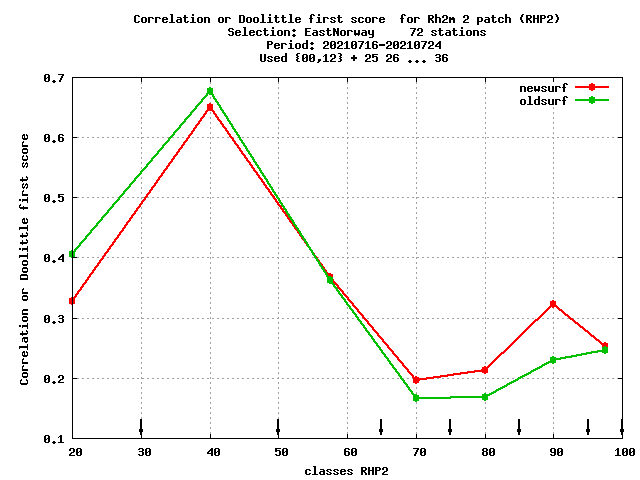 Correlation or Doolittle first score  for Rh2m 2 patch (RHP2)
Selection: EastNorway     72 stations
Period: 20210716-20210724
Used {00,12} + 25 26 ... 36
newsurf
oldsurf
Correlation or Doolittle first score
0.7
0.6
0.5
0.4
0.3
0.2
0.1
20 30 40 50 60 70 80 90 100
classes RHP2